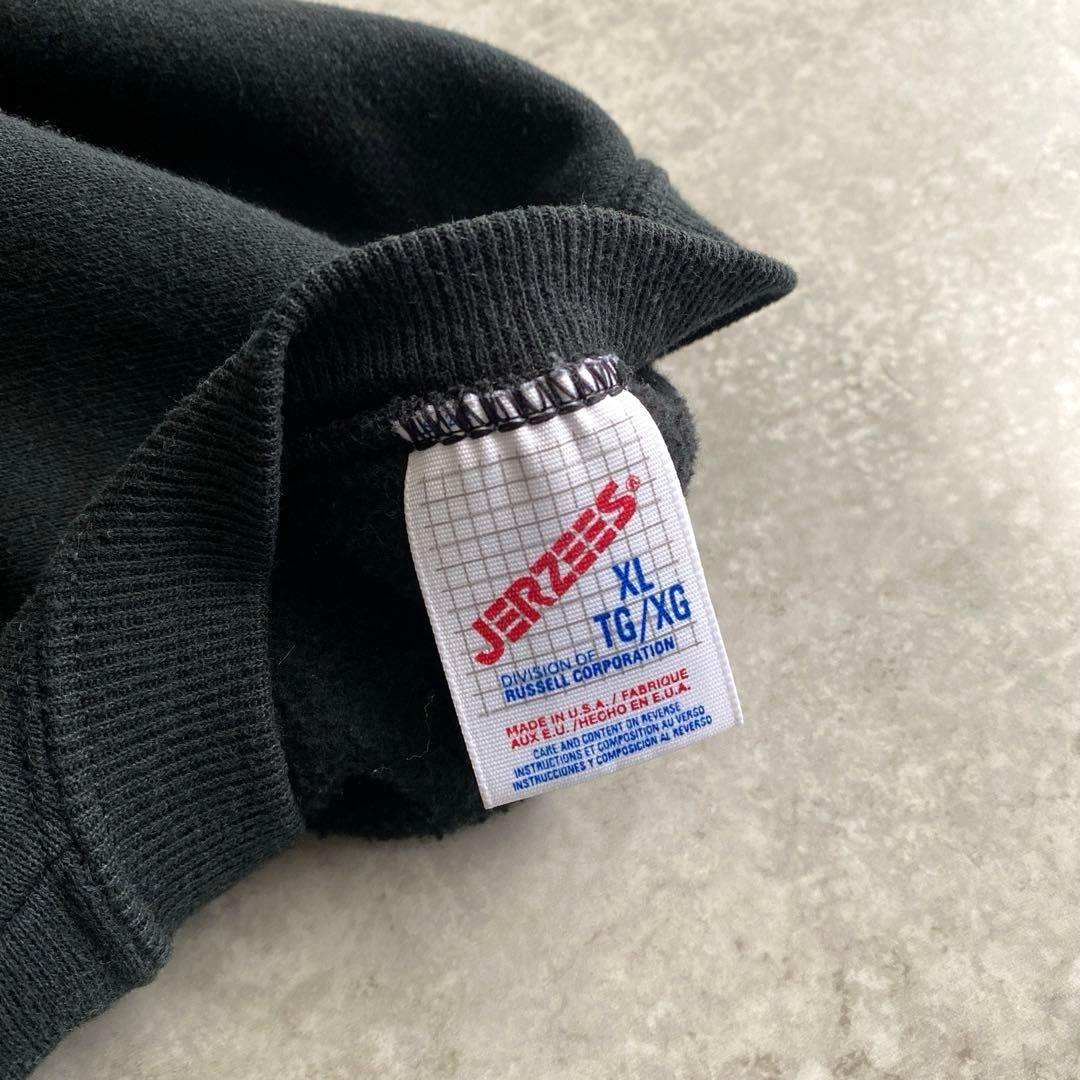 JERZEES®
XL
TG/XG
DIVISION OF
RUSSELL CORPORATION
MADE IN U.S.A./FABRIQUE
AUX E.U./HECHO EN E.U.A.
CARE AND CONTENT ON REVERSE
INSTRUCTIONS ET COMPOSITION AU VERSO
INSTRUCCIONES Y COMPOSICIÓN AL REVERSO